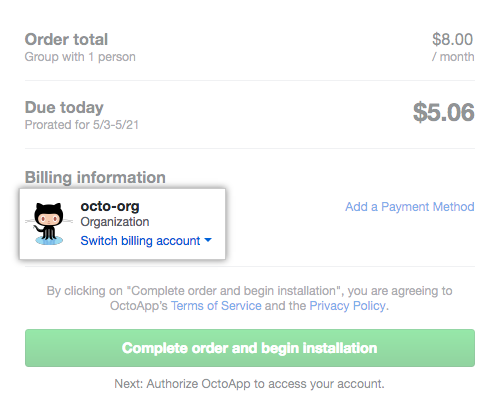 Order total
$8.00
Group with 1 person
/ month
Due today
$5.06
Prorated for 5/3-5/21
Billing information
octo-org
Organization
Add a Payment Method
Switch billing account
By clicking on "Complete order and begin installation", you are agreeing to
OctoApp's Terms of Service and the Privacy Policy.
Complete order and begin installation
Next: Authorize OctoApp to access your account.